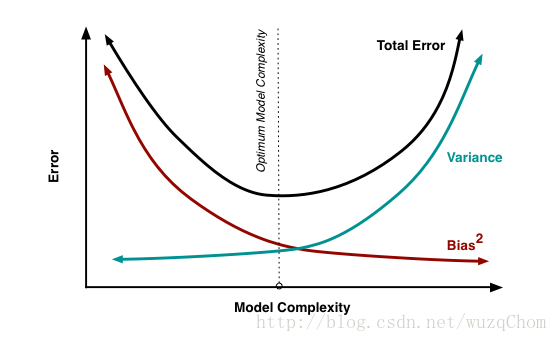 Total Error
Optimum Model Complexity
Variance
Error
Bias2
Model Complexity
http://blog.csdn.net/wuzqChom